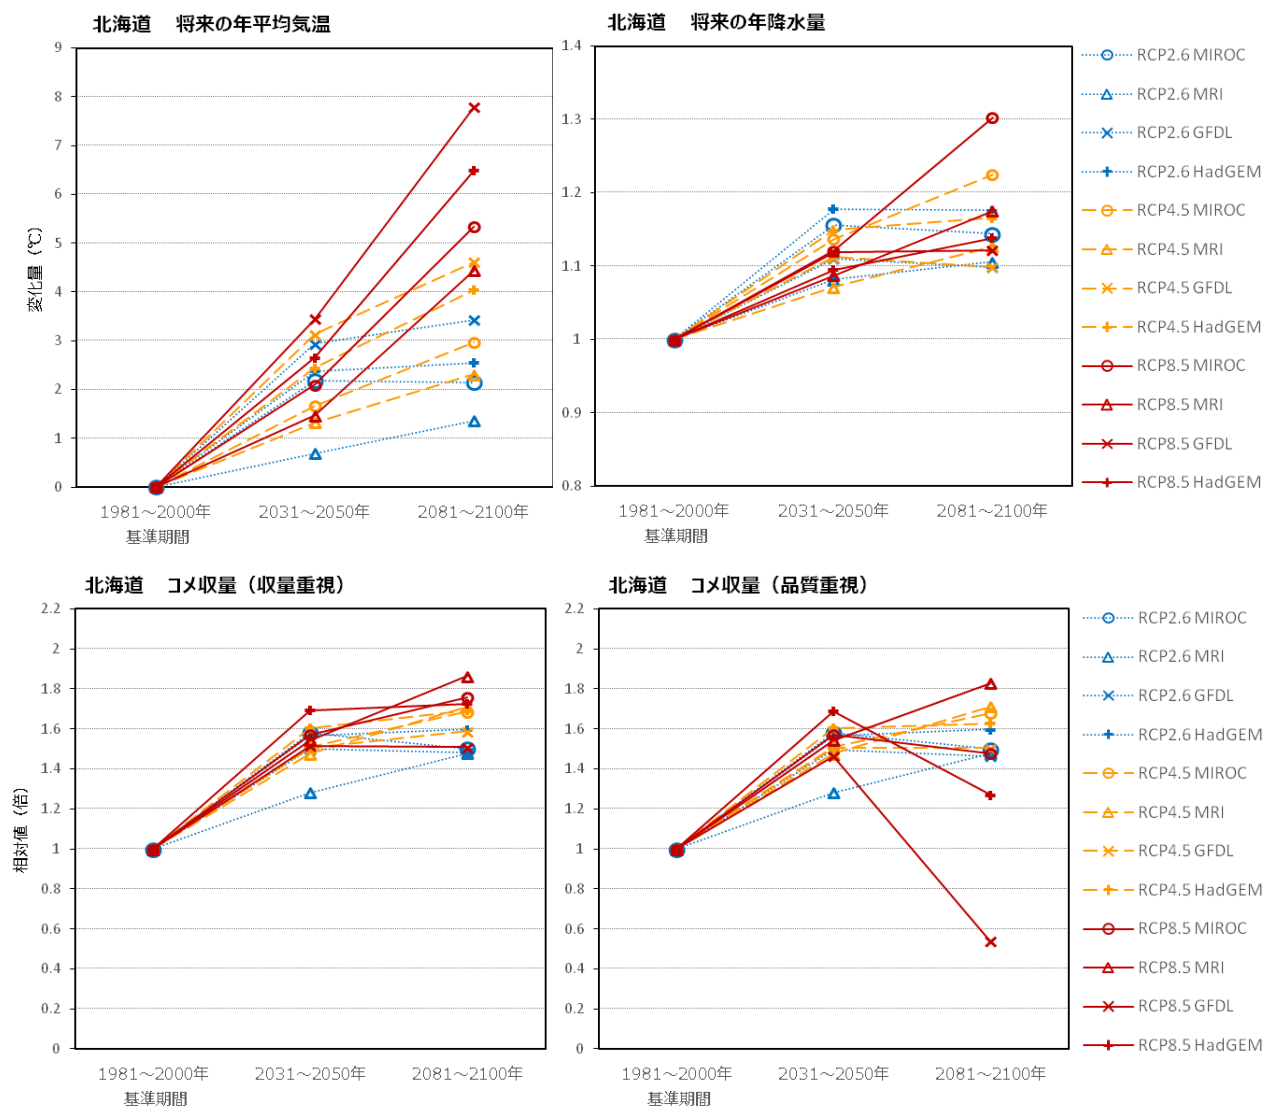 北海道 将来の年平均気温
9
8
7
6
5
4
3
2
1
0
変化量（℃）
1981～2000年
2031～2050年
2081～2100年
基準期間
北海道 将来の年降水量
1.4
1.3
1.2
1.1
1
0.9
0.8
1981～2000年
2031～2050年
2081～2100年
基準期間
RCP2.6 MIROC
RCP2.6 MRI
RCP2.6 GFDL
RCP2.6 HadGEM
RCP4.5 MIROC
RCP4.5 MRI
RCP4.5 GFDL
RCP4.5 HadGEM
RCP8.5 MIROC
RCP8.5 MRI
RCP8.5 GFDL
RCP8.5 HadGEM
北海道 コメ収量（収量重視）
2.2
2
1.8
1.6
1.4
1.2
1
0.8
0.6
0.4
0.2
0
相対値（倍）
1981～2000年
2031～2050年
2081～2100年
基準期間
北海道 コメ収量（品質重視）
2.2
2
1.8
1.6
1.4
1.2
1
0.8
0.6
0.4
0.2
0
1981～2000年
2031～2050年
2081～2100年
基準期間
RCP2.6 MIROC
RCP2.6 MRI
RCP2.6 GFDL
RCP2.6 HadGEM
RCP4.5 MIROC
RCP4.5 MRI
RCP4.5 GFDL
RCP4.5 HadGEM
RCP8.5 MIROC
RCP8.5 MRI
RCP8.5 GFDL
RCP8.5 HadGEM